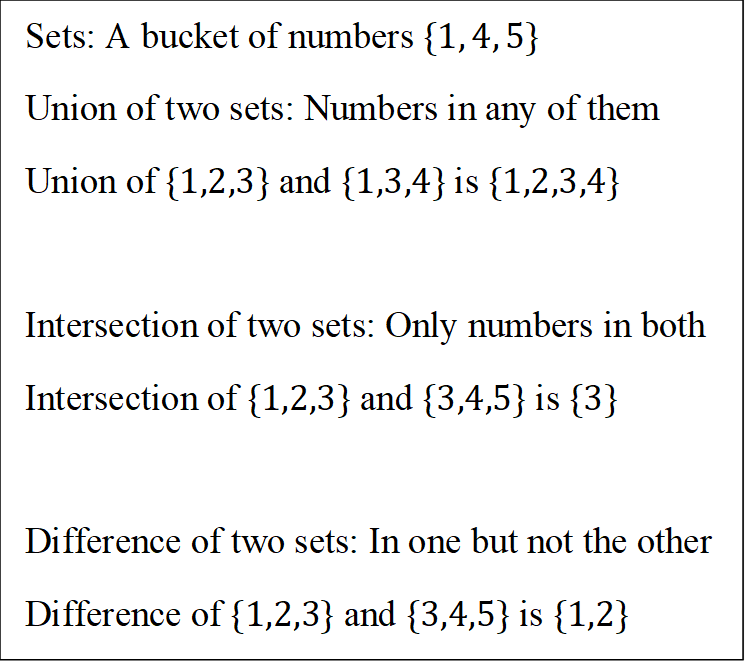 Sets: A bucket of numbers {1, 4, 5}
Union of two sets: Numbers in any of them
Union of {1,2,3} and {1,3,4} is {1,2,3,4}
Intersection of two sets: Only numbers in both
Intersection of {1,2,3} and {3,4,5} is {3}
Difference of two sets: In one but not the other
Difference of {1,2,3} and {3,4,5} is {1,2}